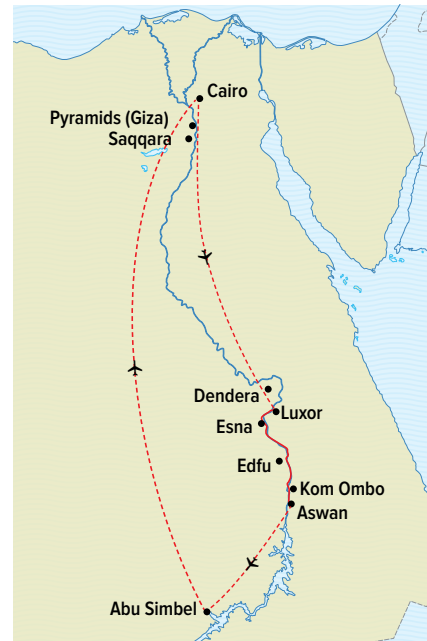 Cairo
Pyramids (Giza)
Saqqara
Dendera
Luxor
Esna
Edfu
Kom Ombo
Aswan
Abu Simbel